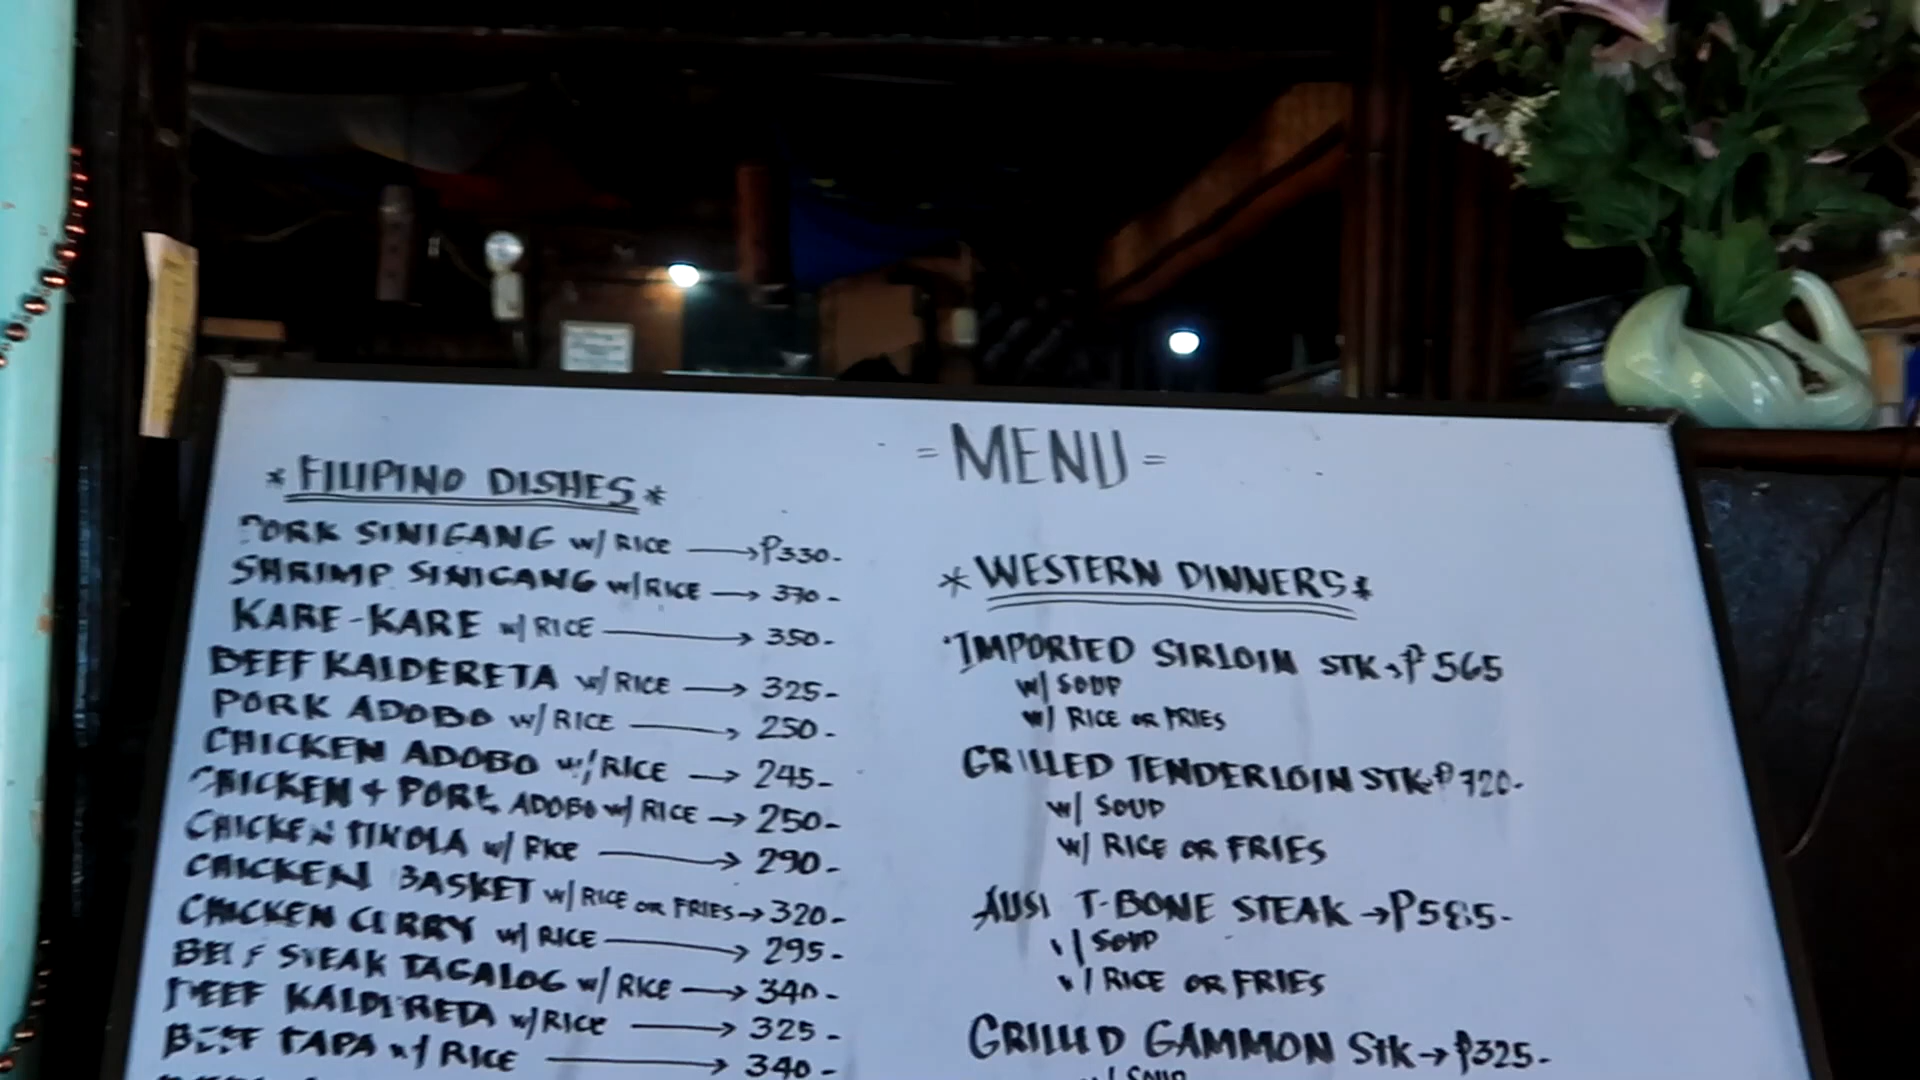 = MENU =
* FILIPINO DISHES *
PORK SINIGANG w/ RICE → ₱330-
SHRIMP SINIGANG w/ RICE → 370-
KARE-KARE w/ RICE → 350-
BEEF KALDERETA w/ RICE → 325-
PORK ADOBO w/ RICE → 250-
CHICKEN ADOBO w/ RICE → 245-
CHICKEN + PORK ADOBO w/ RICE → 250-
CHICKEN TINOLA w/ RICE → 290-
CHICKEN BASKET w/ RICE OR FRIES → 320-
CHICKEN CURRY w/ RICE → 295-
BEEF STEAK TAGALOG w/ RICE → 340-
BEEF KALDERETA w/ RICE → 325-
BEEF TAPA w/ RICE → 340-
* WESTERN DINNERS *
IMPORTED SIRLOIN STK → ₱565
w/ SOUP
w/ RICE OR FRIES
GRILLED TENDERLOIN STK ₱720-
w/ SOUP
w/ RICE OR FRIES
AUSI T-BONE STEAK → ₱585-
w/ SOUP
w/ RICE OR FRIES
GRILLED GAMMON STK → ₱325-
w/ SOUP